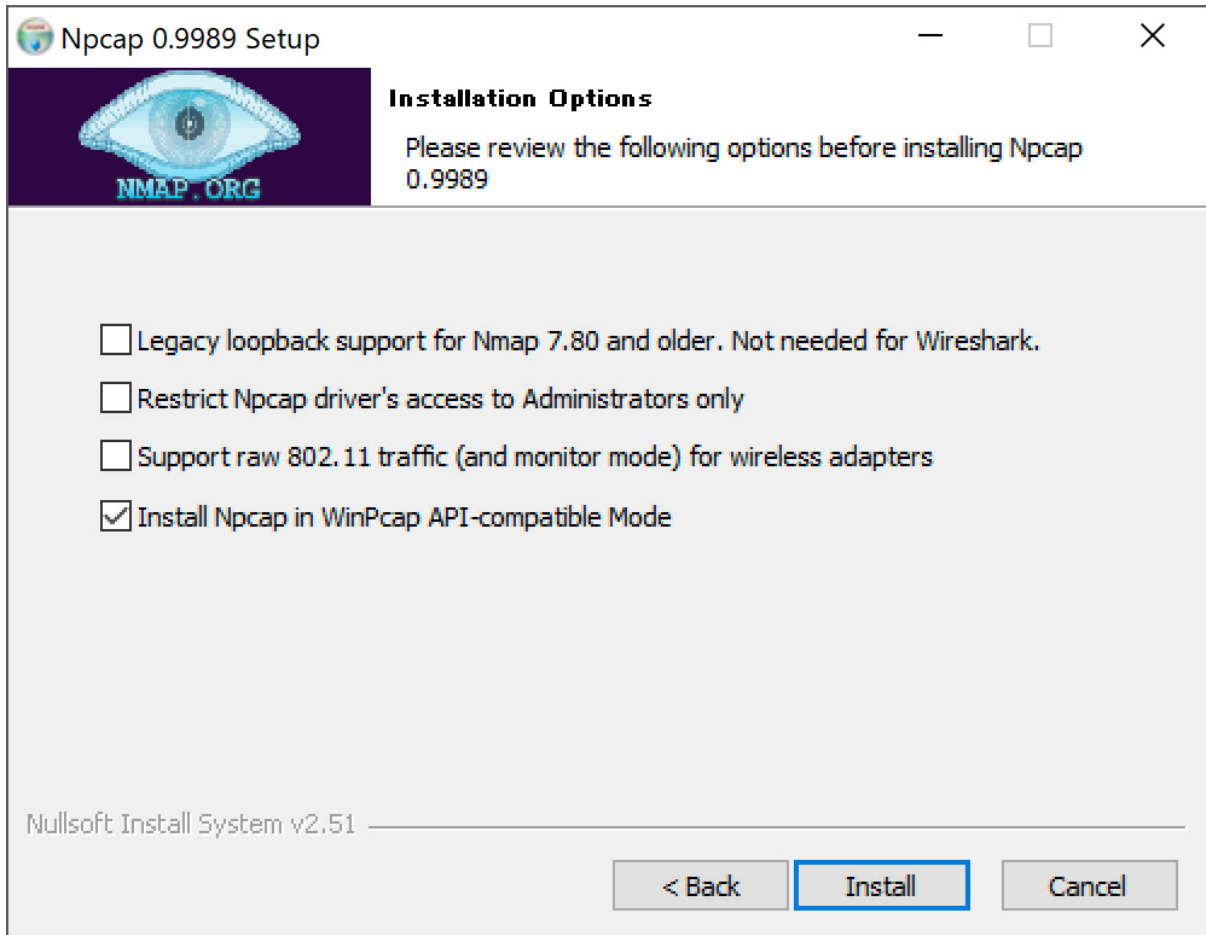 Npcap 0.9989 Setup
NMAP.ORG
Installation Options
Please review the following options before installing Npcap
0.9989
Legacy loopback support for Nmap 7.80 and older. Not needed for Wireshark.
Restrict Npcap driver's access to Administrators only
Support raw 802.11 traffic (and monitor mode) for wireless adapters
Install Npcap in WinPcap API-compatible Mode
Nullsoft Install System v2.51
< Back
Install
Cancel